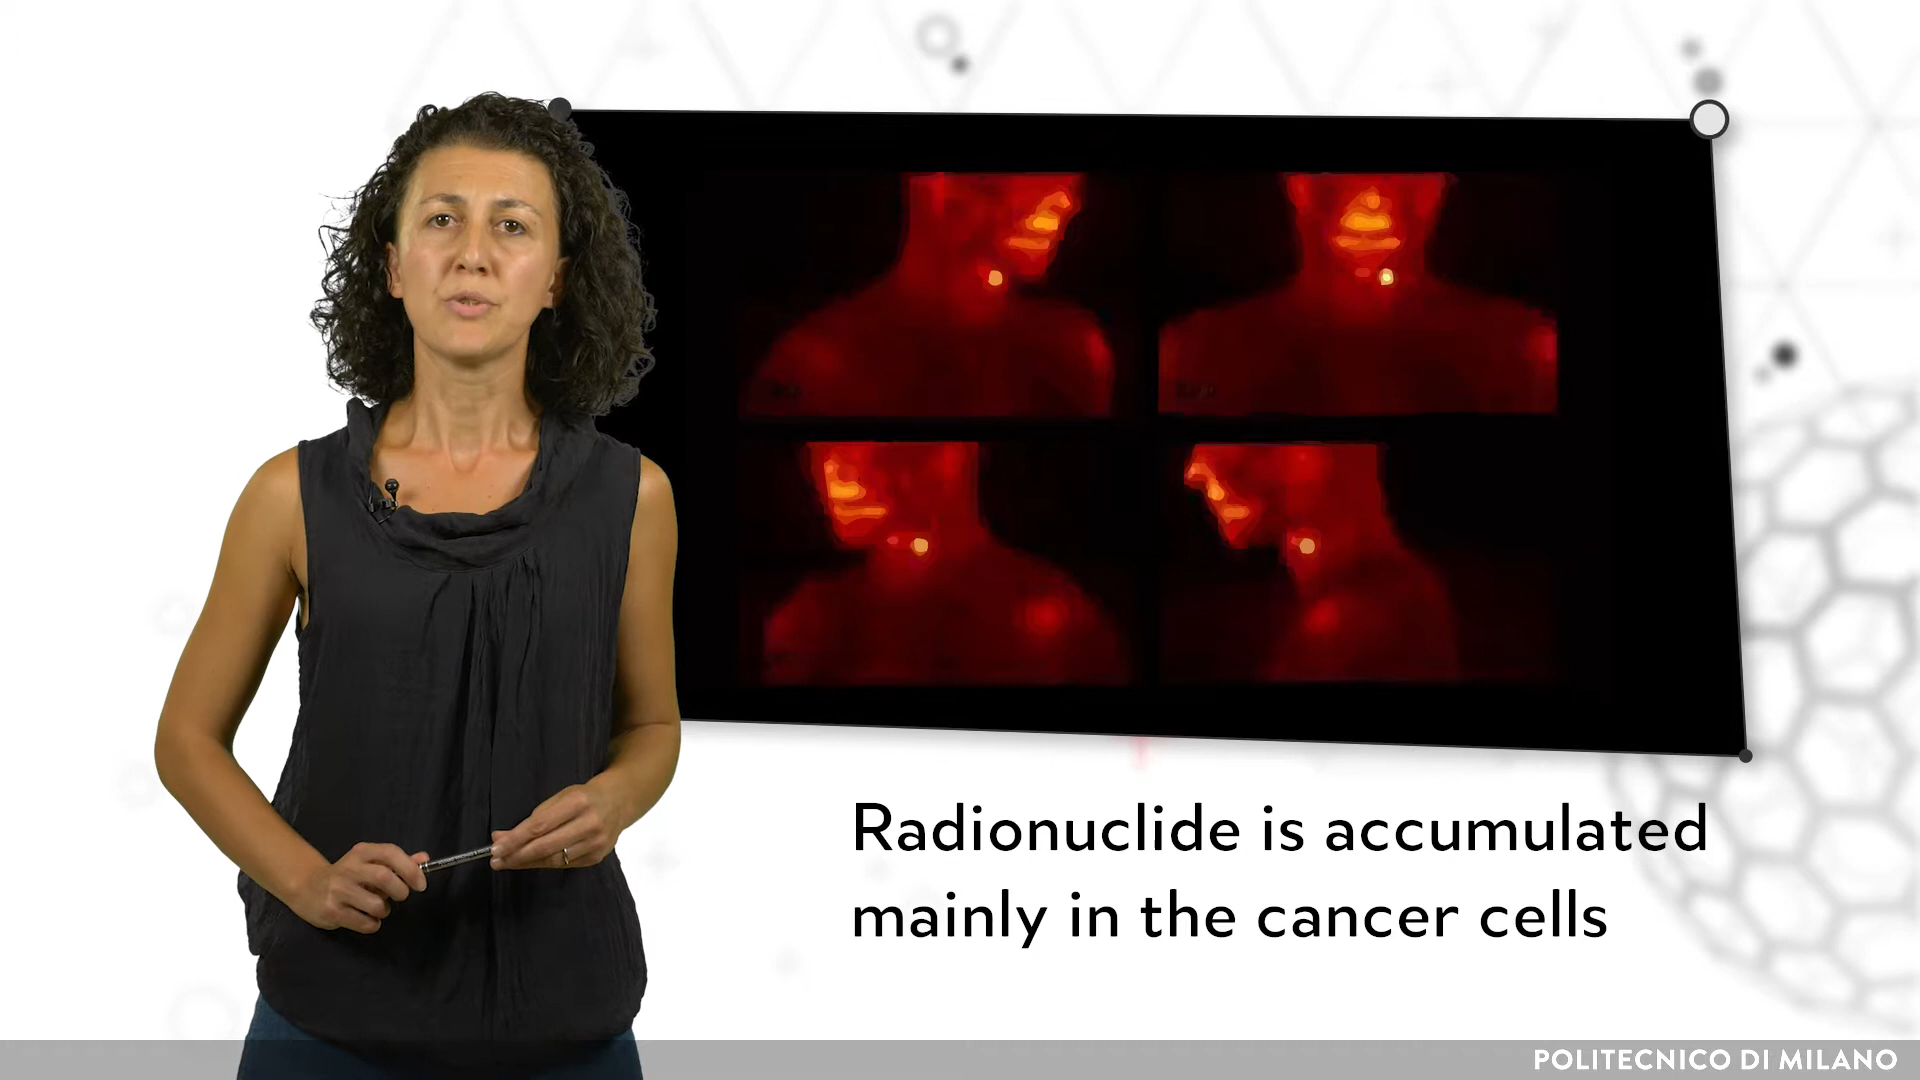 Radionuclide is accumulated
mainly in the cancer cells
POLITECNICO DI MILANO